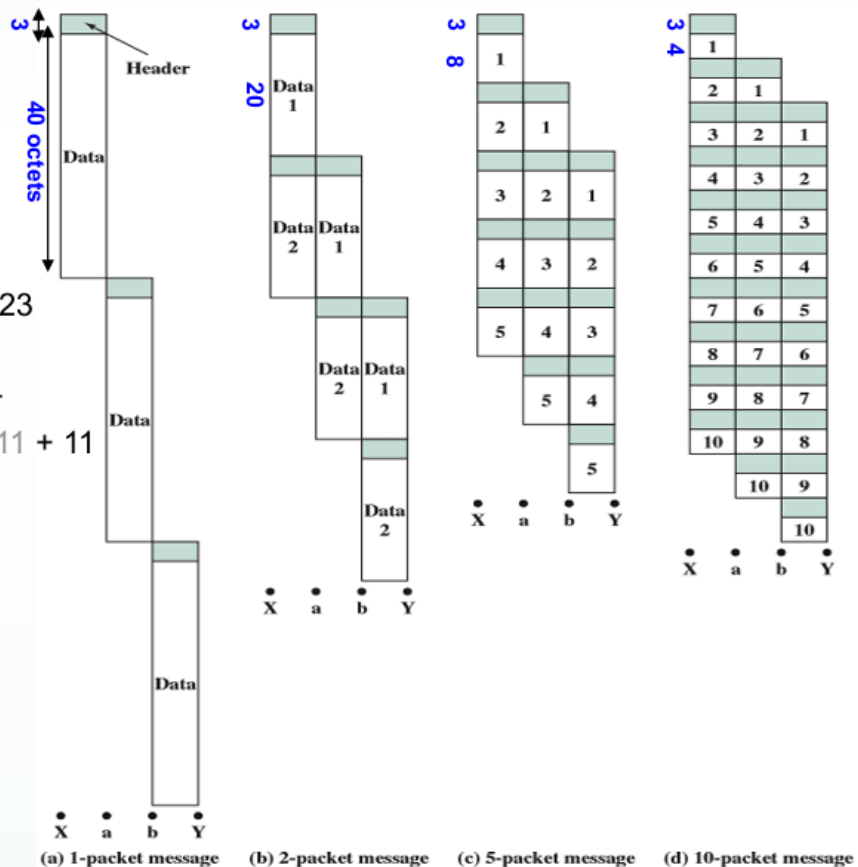 3
Header
40 octets
Data
23
11 + 11
Data
Data
X a b Y
(a) 1-packet message
3
20
Data 1
Data 2
Data 1
Data 2
Data 1
Data 2
X a b Y
(b) 2-packet message
3
8
1
2 1
3 2 1
4 3 2
5 4 3
5 4
5
X a b Y
(c) 5-packet message
3
4
1
2 1
3 2 1
4 3 2
5 4 3
6 5 4
7 6 5
8 7 6
9 8 7
10 9 8
10 9
10
X a b Y
(d) 10-packet message